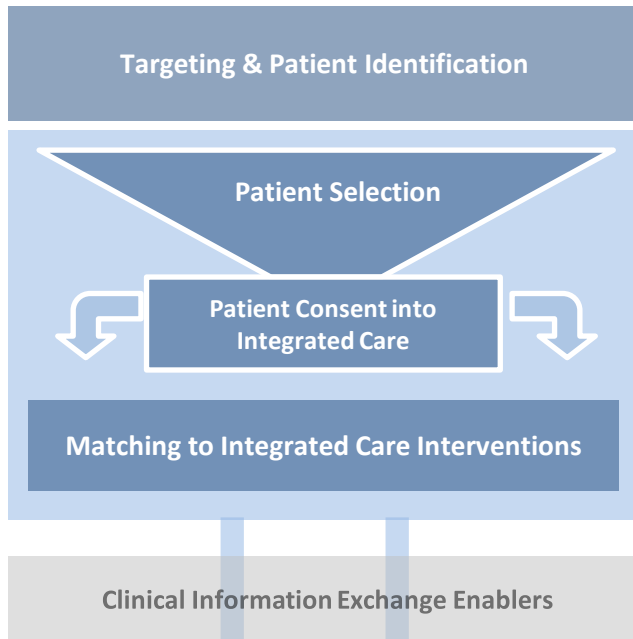 Targeting & Patient Identification
Patient Selection
Patient Consent into
Integrated Care
Matching to Integrated Care Interventions
Clinical Information Exchange Enablers